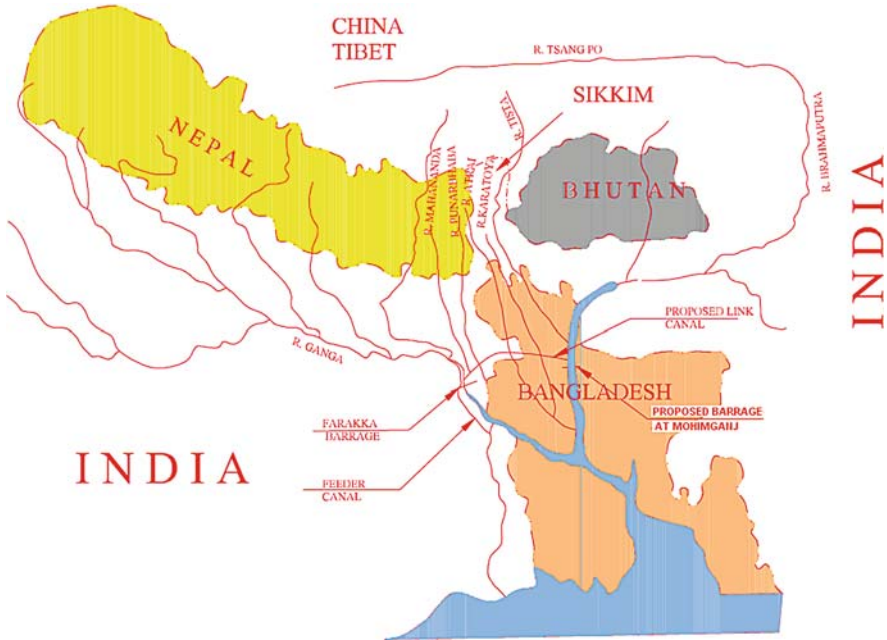 CHINA
TIBET
R. TSANG PO
SIKKIM
R. TISTA
R. BRAHMAPUTRA
NEPAL
R. MAHANANDA
R. PUNARBHABA
R. ATRAI
R.KARATOYA
BHUTAN
INDIA
PROPOSED LINK
CANAL
R. GANGA
BANGLADESH
PROPOSED BARRAGE
AT MOHIMGANJ
FARAKKA
BARRAGE
INDIA
FEEDER
CANAL